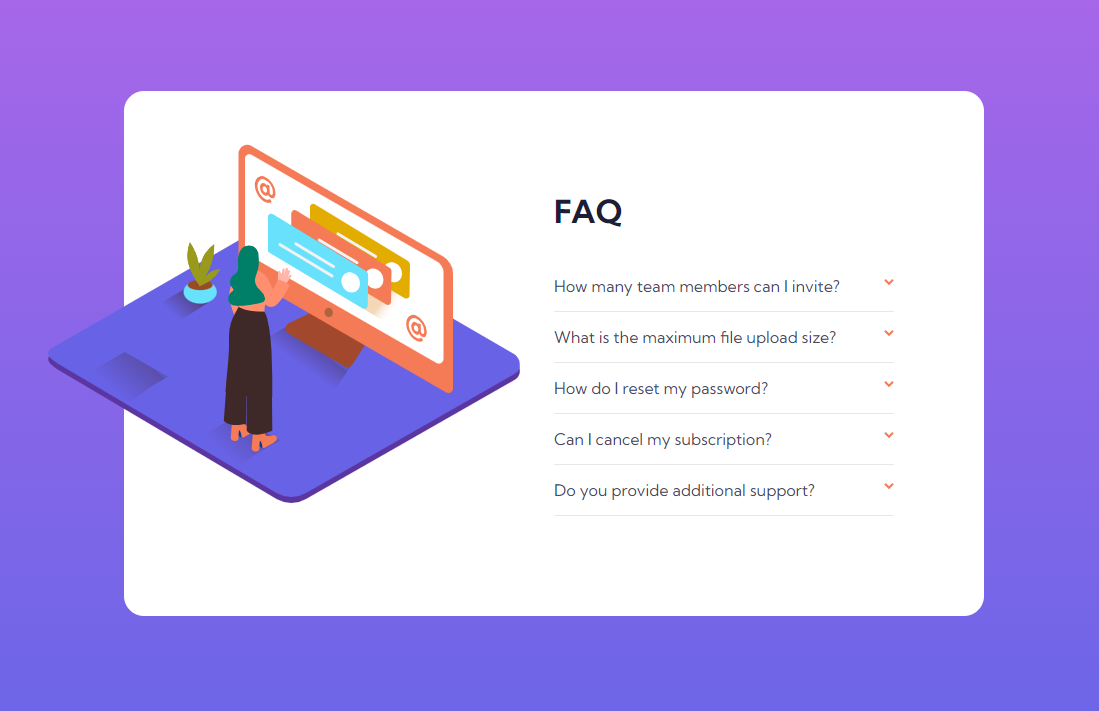 @
FAQ
How many team members can I invite?
What is the maximum file upload size?
@
How do I reset my password?
Can I cancel my subscription?
Do you provide additional support?